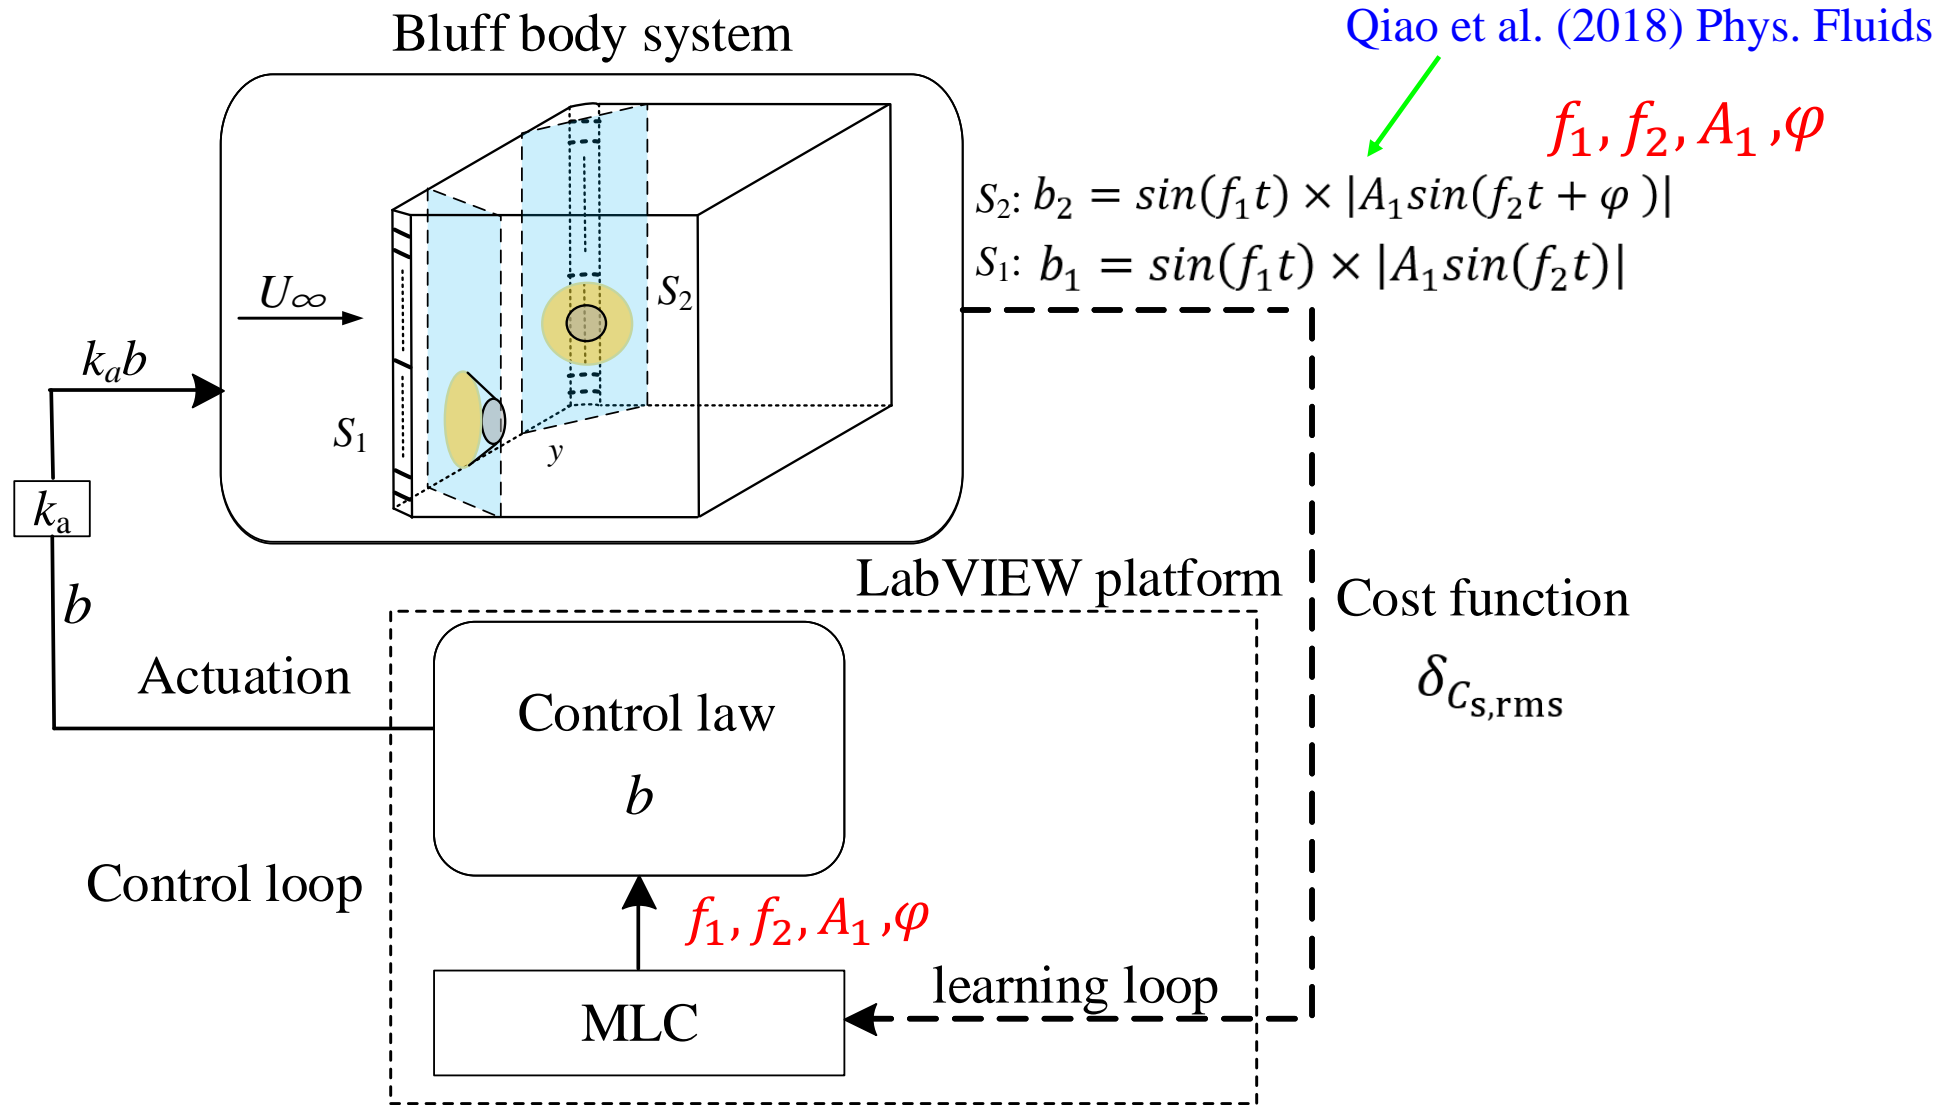 Bluff body system
Qiao et al. (2018) Phys. Fluids
f₁, f₂, A₁ ,φ
S₂: b₂ = sin(f₁t) × |A₁sin(f₂t + φ )|
S₁: b₁ = sin(f₁t) × |A₁sin(f₂t)|
U∞
S₂
kₐb
S₁
y
kₐ
b
LabVIEW platform
Cost function
δ_{C_{s,rms}}
Actuation
Control law
b
Control loop
f₁, f₂, A₁ ,φ
learning loop
MLC